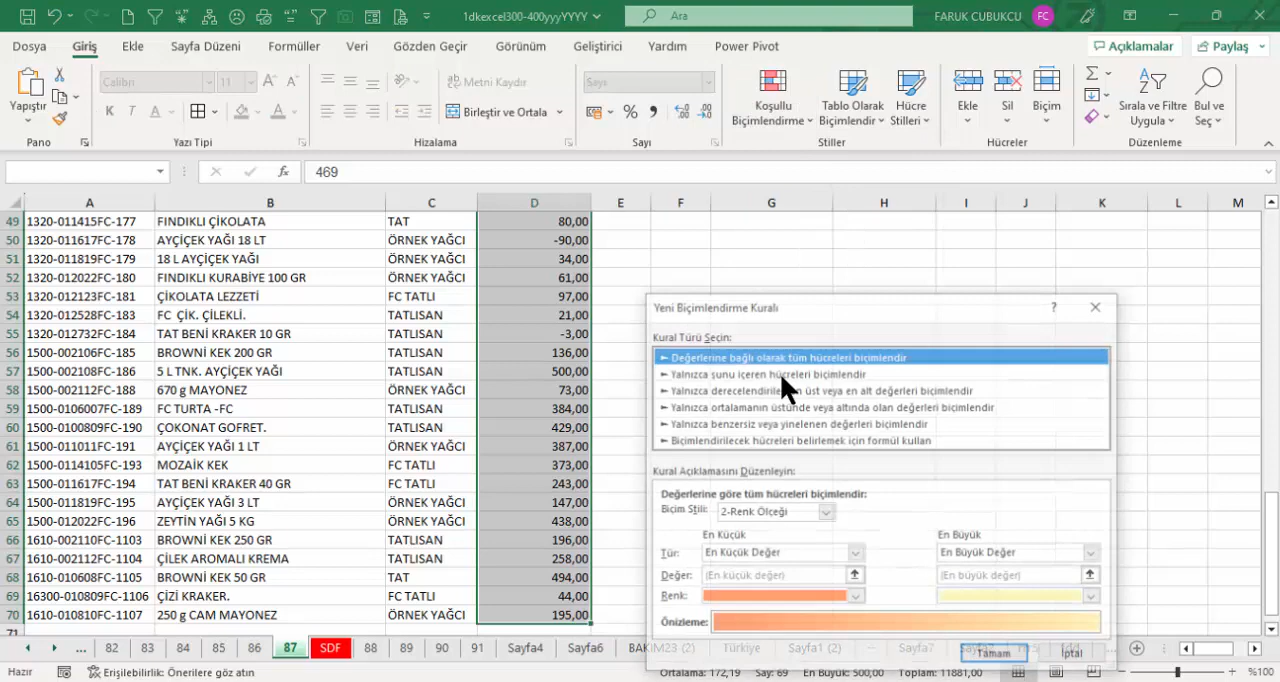 1dkexcel300-400yyyYYYY
Ara
FARUK CUBUKCU
FC
Dosya Giriş Ekle Sayfa Düzeni Formüller Veri Gözden Geçir Görünüm Geliştirici Yardım Power Pivot Açıklamalar Paylaş
Yapıştır
Pano
Calibri 11
K T A
Yazı Tipi
Metni Kaydır
Birleştir ve Ortala
Hizalama
Sayı
Sayı
Koşullu Biçimlendirme
Tablo Olarak Biçimlendir
Hücre Stilleri
Stiller
Ekle Sil Biçim
Hücreler
Sırala ve Filtre Uygula
Bul ve Seç
Düzenleme
fx 469
A B C D E F G H I J K L M
49 1320-011415FC-177 FINDIKLI ÇİKOLATA TAT 80,00
50 1320-011617FC-178 AYÇİÇEK YAĞI 18 LT ÖRNEK YAĞCI -90,00
51 1320-011819FC-179 18 L AYÇİÇEK YAĞI ÖRNEK YAĞCI 34,00
52 1320-012022FC-180 FINDIKLI KURABİYE 100 GR ÖRNEK YAĞCI 61,00
53 1320-012123FC-181 ÇİKOLATA LEZZETİ FC TATLI 97,00
54 1320-012528FC-183 FC ÇİK. ÇİLEKLİ. TATLISAN 21,00
55 1320-012732FC-184 TAT BENİ KRAKER 10 GR TATLISAN -3,00
56 1500-002106FC-185 BROWNİ KEK 200 GR TATLISAN 136,00
57 1500-002108FC-186 5 L TNK. AYÇİÇEK YAĞI TATLISAN 500,00
58 1500-002112FC-188 670 g MAYONEZ ÖRNEK YAĞCI 73,00
59 1500-0106007FC-189 FC TURTA -FC ÖRNEK YAĞCI 384,00
60 1500-0100809FC-190 ÇOKONAT GOFRET. TATLISAN 429,00
61 1500-011011FC-191 AYÇİÇEK YAĞI 1 LT ÖRNEK YAĞCI 387,00
62 1500-0114105FC-193 MOZAİK KEK FC TATLI 373,00
63 1500-011617FC-194 TAT BENİ KRAKER 40 GR FC TATLI 243,00
64 1500-011819FC-195 AYÇİÇEK YAĞI 3 LT ÖRNEK YAĞCI 147,00
65 1500-012022FC-196 ZEYTİN YAĞI 5 KG ÖRNEK YAĞCI 438,00
66 1610-002110FC-1103 BROWNİ KEK 250 GR TATLISAN 196,00
67 1610-002112FC-1104 ÇİLEK AROMALI KREMA TATLISAN 258,00
68 1610-010608FC-1105 BROWNİ KEK 50 GR TAT 494,00
69 16300-010809FC-1106 ÇİZİ KRAKER. FC TATLI 44,00
70 1610-010810FC-1107 250 g CAM MAYONEZ ÖRNEK YAĞCI 195,00
71
Yeni Biçimlendirme Kuralı ?
Kural Türü Seçin:
► Değerlerine bağlı olarak tüm hücreleri biçimlendir
► Yalnızca şunu içeren hücreleri biçimlendir
► Yalnızca derecelendirilen üst veya en alt değerleri biçimlendir
► Yalnızca ortalamanın üstünde veya altında olan değerleri biçimlendir
► Yalnızca benzersiz veya yinelenen değerleri biçimlendir
► Biçimlendirilecek hücreleri belirlemek için formül kullan
Kural Açıklamasını Düzenleyin:
Değerlerine göre tüm hücreleri biçimlendir:
Biçim Stili: 2-Renk Ölçeği
En Küçük En Büyük
Tür: En Küçük Değer En Büyük Değer
Değer: (En küçük değer) (En büyük değer)
Renk:
Önizleme:
Tamam İptal
... 82 83 84 85 86 87 SDF 88 89 90 91 Sayfa4 Sayfa6 BAKIM23 (2) Türkiye Sayfa1 (2) Sayfa7
Hazır Erişilebilirlik: Önerilere göz atın Ortalama: 172,19 Say: 69 En Büyük: 500,00 Toplam: 11881,00 %100